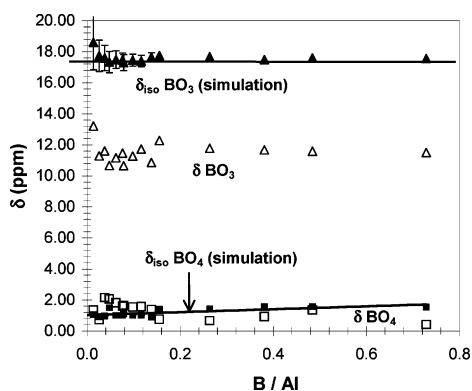 20.00
18.00
16.00
14.00
12.00
10.00
8.00
6.00
4.00
2.00
0.00
δ (ppm)
δiso BO3 (simulation)
δ BO3
δiso BO4 (simulation)
δ BO4
0.0 0.2 0.4 0.6 0.8
B / Al